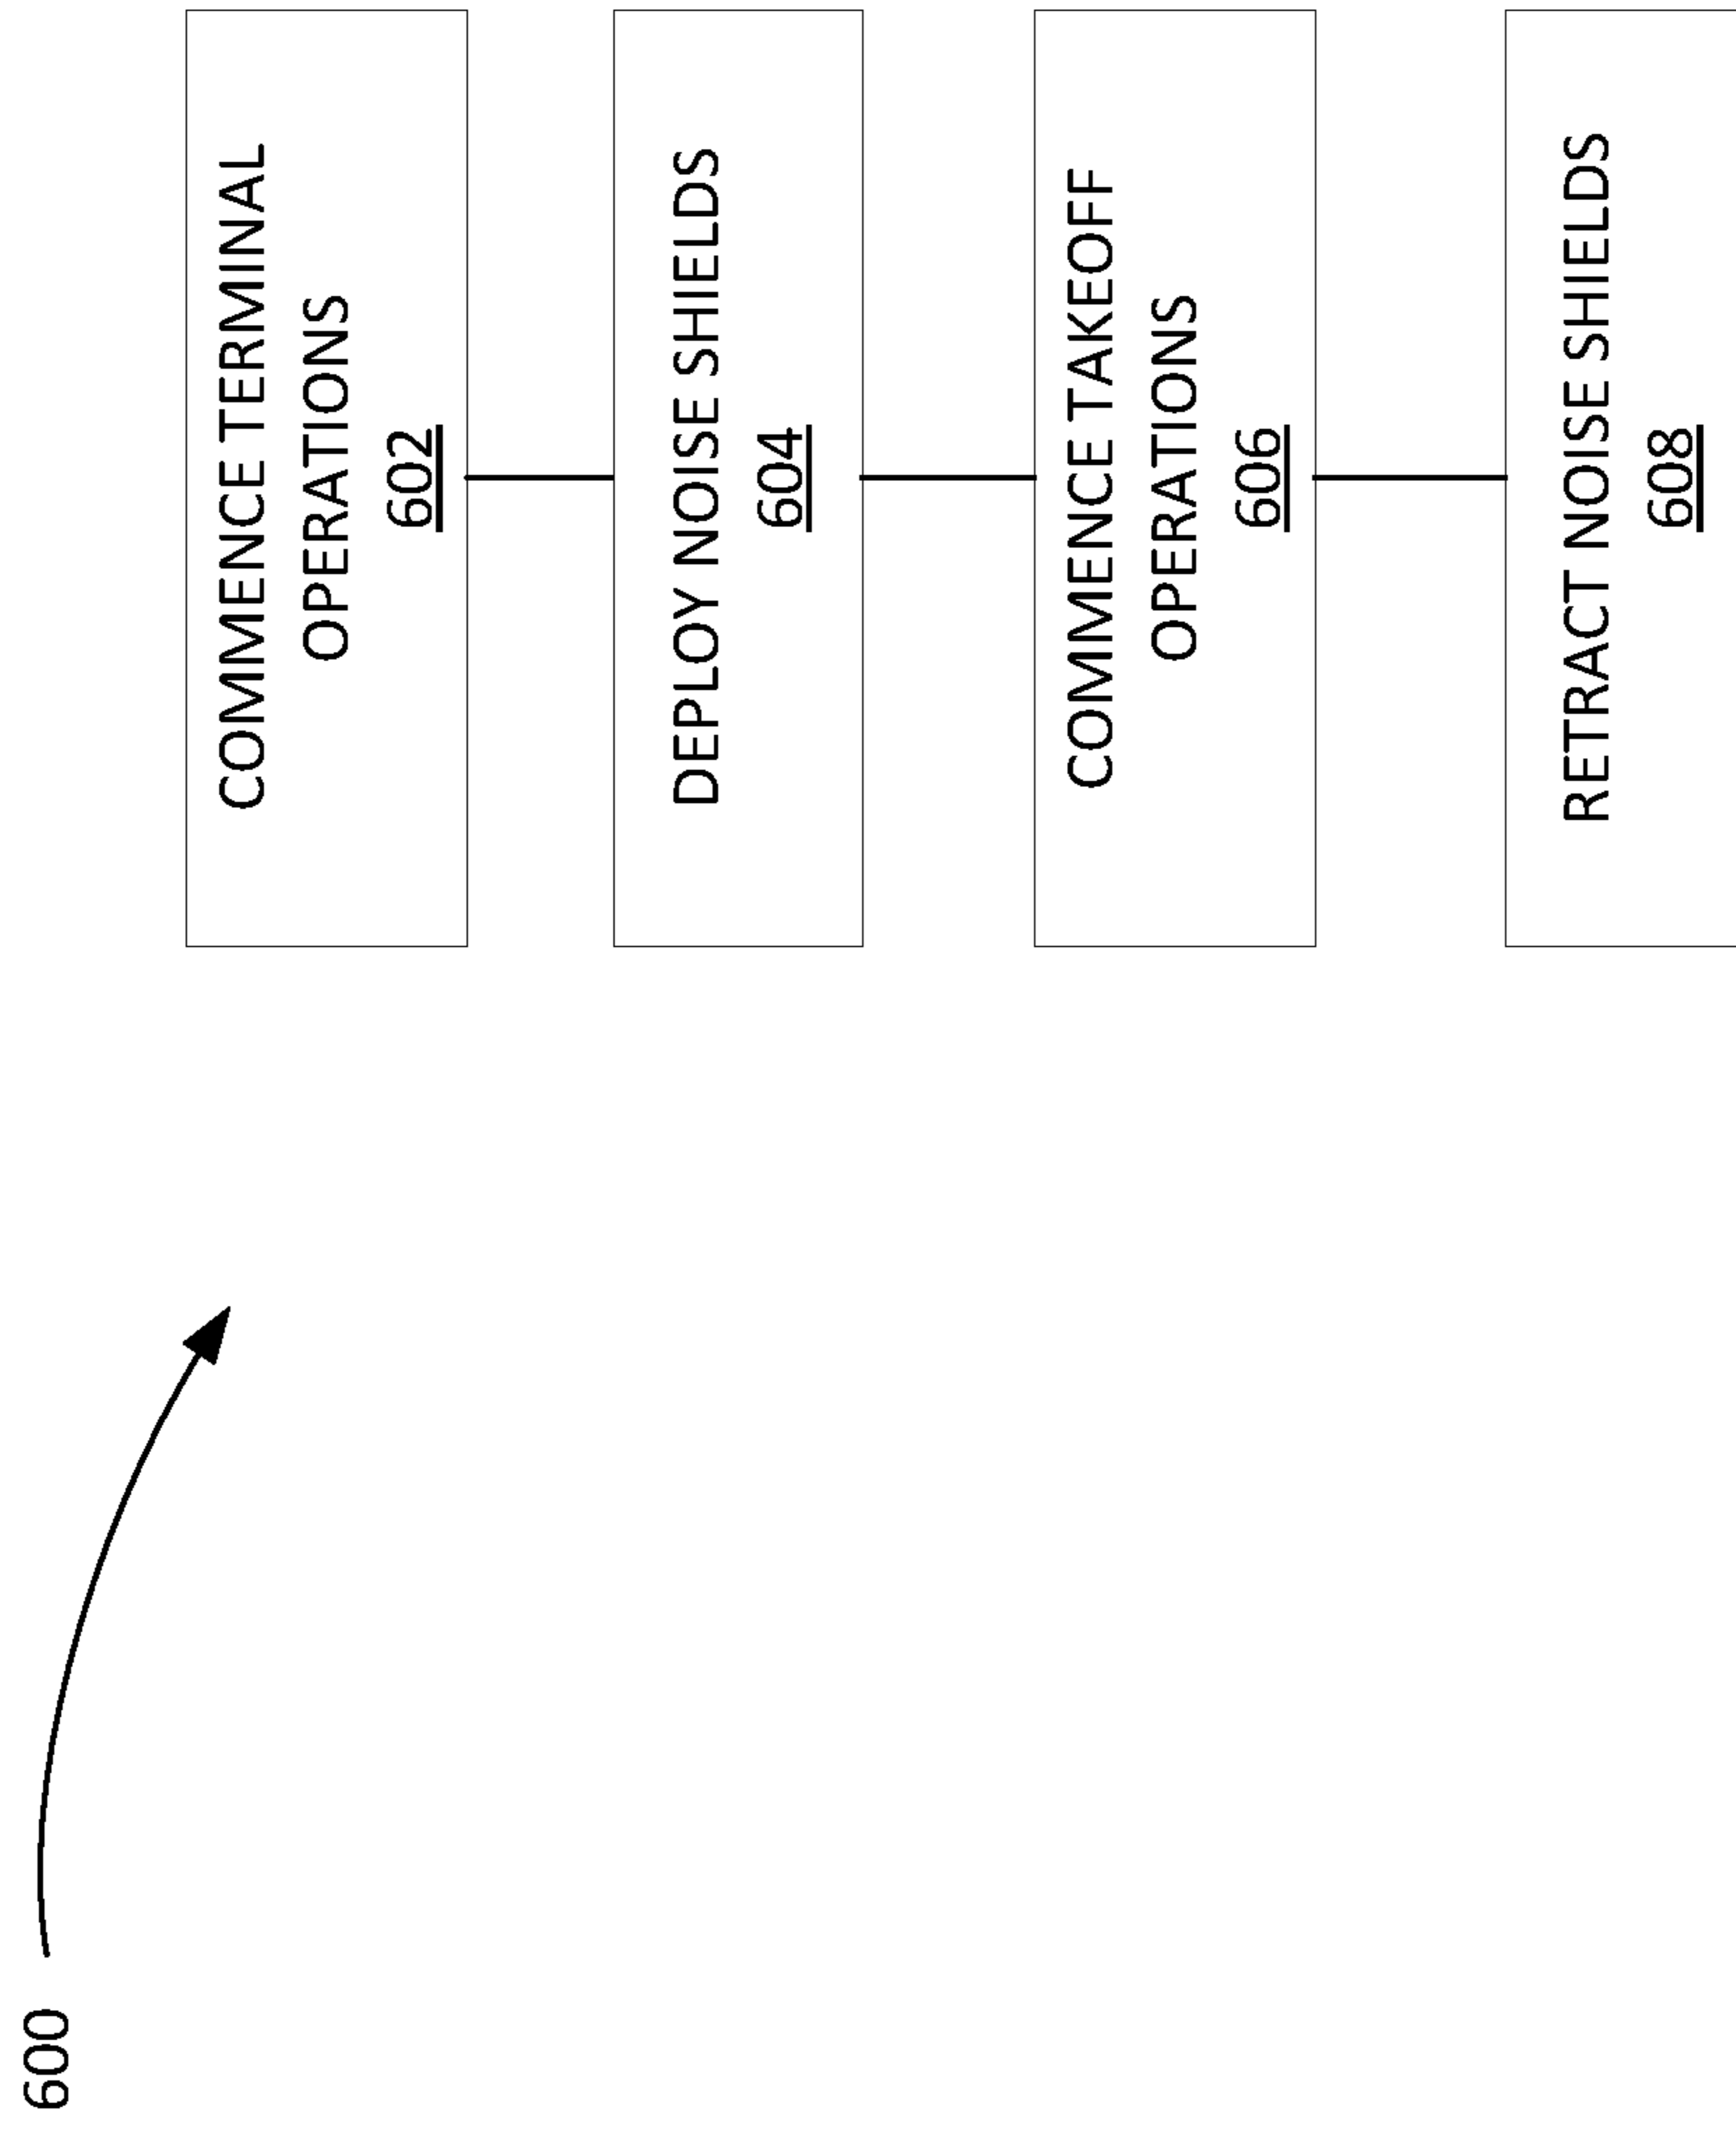 600
COMMENCE TERMINAL
OPERATIONS
602
DEPLOY NOISE SHIELDS
604
COMMENCE TAKEOFF
OPERATIONS
606
RETRACT NOISE SHIELDS
608